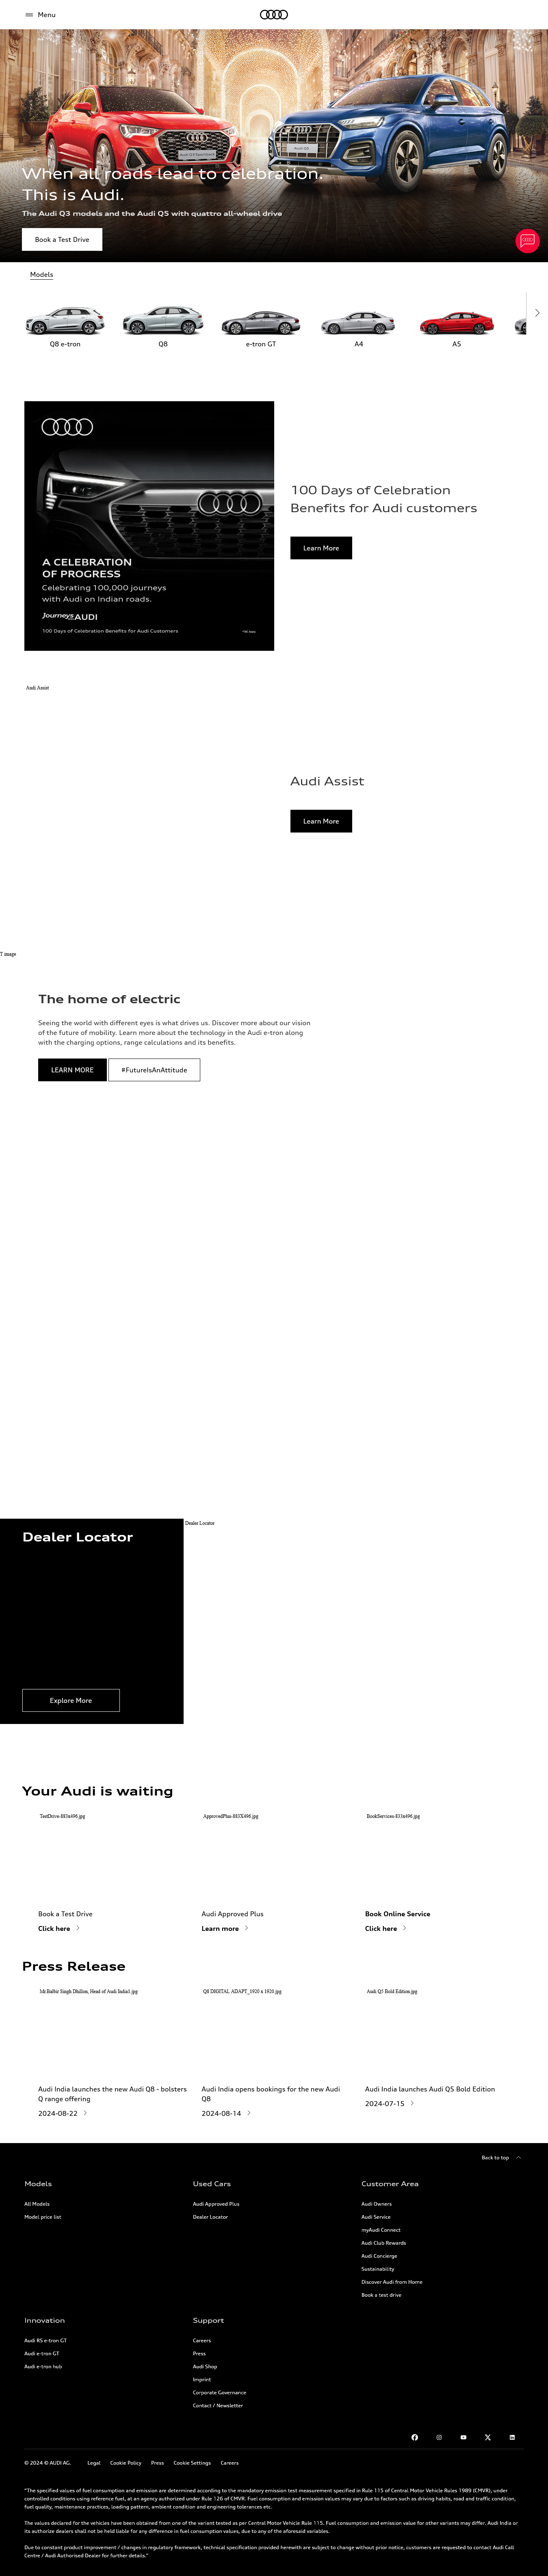 Menu
When all roads lead to celebration.
This is Audi.
The Audi Q3 models and the Audi Q5 with quattro all-wheel drive
Book a Test Drive
Models
Q8 e-tron
Q8
e-tron GT
A4
A5
A CELEBRATION
OF PROGRESS
Celebrating 100,000 journeys
with Audi on Indian roads.
100 Days of Celebration Benefits for Audi Customers
100 Days of Celebration
Benefits for Audi customers
Learn More
Audi Assist
Audi Assist
Learn More
T image
The home of electric
Seeing the world with different eyes is what drives us. Discover more about our vision
of the future of mobility. Learn more about the technology in the Audi e-tron along
with the charging options, range calculations and its benefits.
LEARN MORE
#FutureIsAnAttitude
Dealer Locator
Dealer Locator
Explore More
Your Audi is waiting
TestDrive-883x496.jpg
ApprovedPlus-883X496.jpg
BookServices-833x496.jpg
Book a Test Drive
Audi Approved Plus
Book Online Service
Click here
Learn more
Click here
Press Release
Mr.Balbir Singh Dhillon, Head of Audi India1.jpg
Q8 DIGITAL ADAPT_1920 x 1920.jpg
Audi Q5 Bold Edition.jpg
Audi India launches the new Audi Q8 - bolsters
Q range offering
2024-08-22
Audi India opens bookings for the new Audi
Q8
2024-08-14
Audi India launches Audi Q5 Bold Edition
2024-07-15
Back to top
Models
All Models
Model price list
Used Cars
Audi Approved Plus
Dealer Locator
Customer Area
Audi Owners
Audi Service
myAudi Connect
Audi Club Rewards
Audi Concierge
Sustainability
Discover Audi from Home
Book a test drive
Innovation
Audi RS e-tron GT
Audi e-tron GT
Audi e-tron hub
Support
Careers
Press
Audi Shop
Imprint
Corporate Governance
Contact / Newsletter
© 2024 © AUDI AG.
Legal
Cookie Policy
Press
Cookie Settings
Careers
"The specified values of fuel consumption and emission are determined according to the mandatory emission test measurement specified in Rule 115 of Central Motor Vehicle Rules 1989 (CMVR), under
controlled conditions using reference fuel, at an agency authorized under Rule 126 of CMVR. Fuel consumption and emission values may vary due to factors such as driving habits, road and traffic condition,
fuel quality, maintenance practices, loading pattern, ambient condition and engineering tolerances etc.
The values declared for the vehicles have been obtained from one of the variant tested as per Central Motor Vehicle Rule 115. Fuel consumption and emission value for other variants may differ. Audi India or
its authorize dealers shall not be held liable for any difference in fuel consumption values, due to any of the aforesaid variables.
Due to constant product improvement / changes in regulatory framework, technical specification provided herewith are subject to change without prior notice, customers are requested to contact Audi Call
Centre / Audi Authorised Dealer for further details."